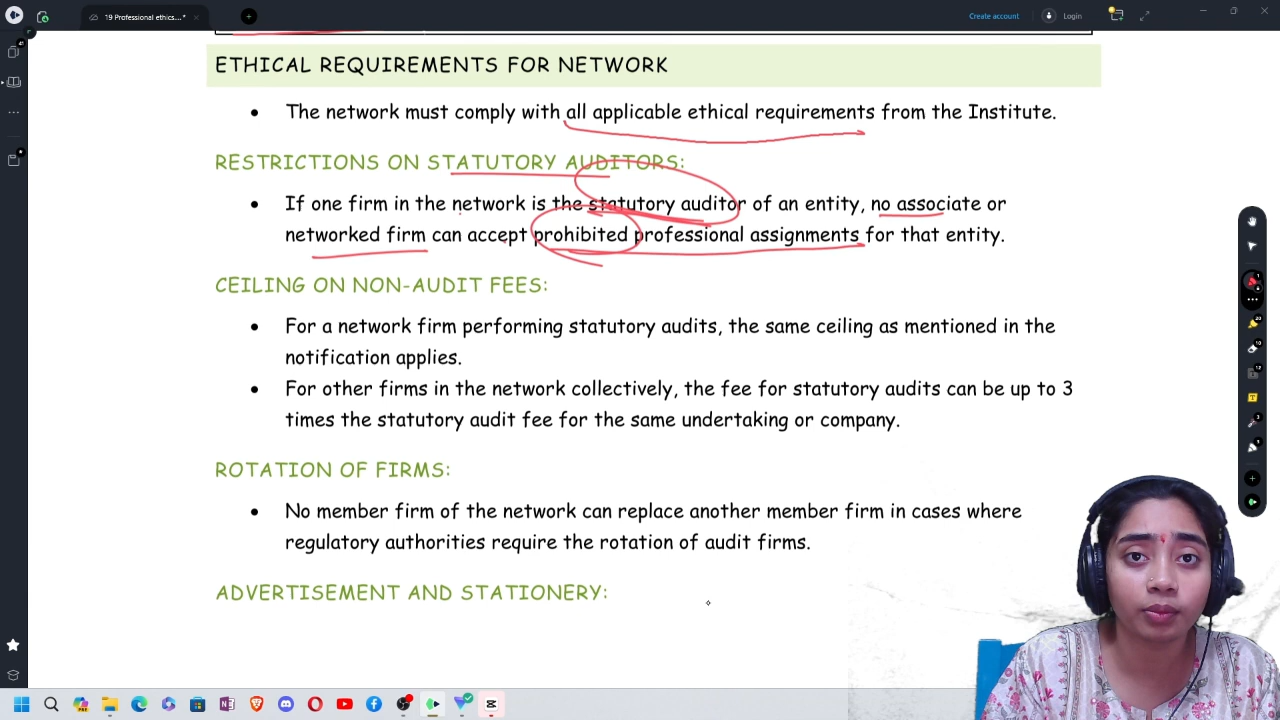 19 Professional ethics....*
Create account
Login
ETHICAL REQUIREMENTS FOR NETWORK
• The network must comply with all applicable ethical requirements from the Institute.
RESTRICTIONS ON STATUTORY AUDITORS:
• If one firm in the network is the statutory auditor of an entity, no associate or
networked firm can accept prohibited professional assignments for that entity.
CEILING ON NON-AUDIT FEES:
• For a network firm performing statutory audits, the same ceiling as mentioned in the
notification applies.
• For other firms in the network collectively, the fee for statutory audits can be up to 3
times the statutory audit fee for the same undertaking or company.
ROTATION OF FIRMS:
• No member firm of the network can replace another member firm in cases where
regulatory authorities require the rotation of audit firms.
ADVERTISEMENT AND STATIONERY: